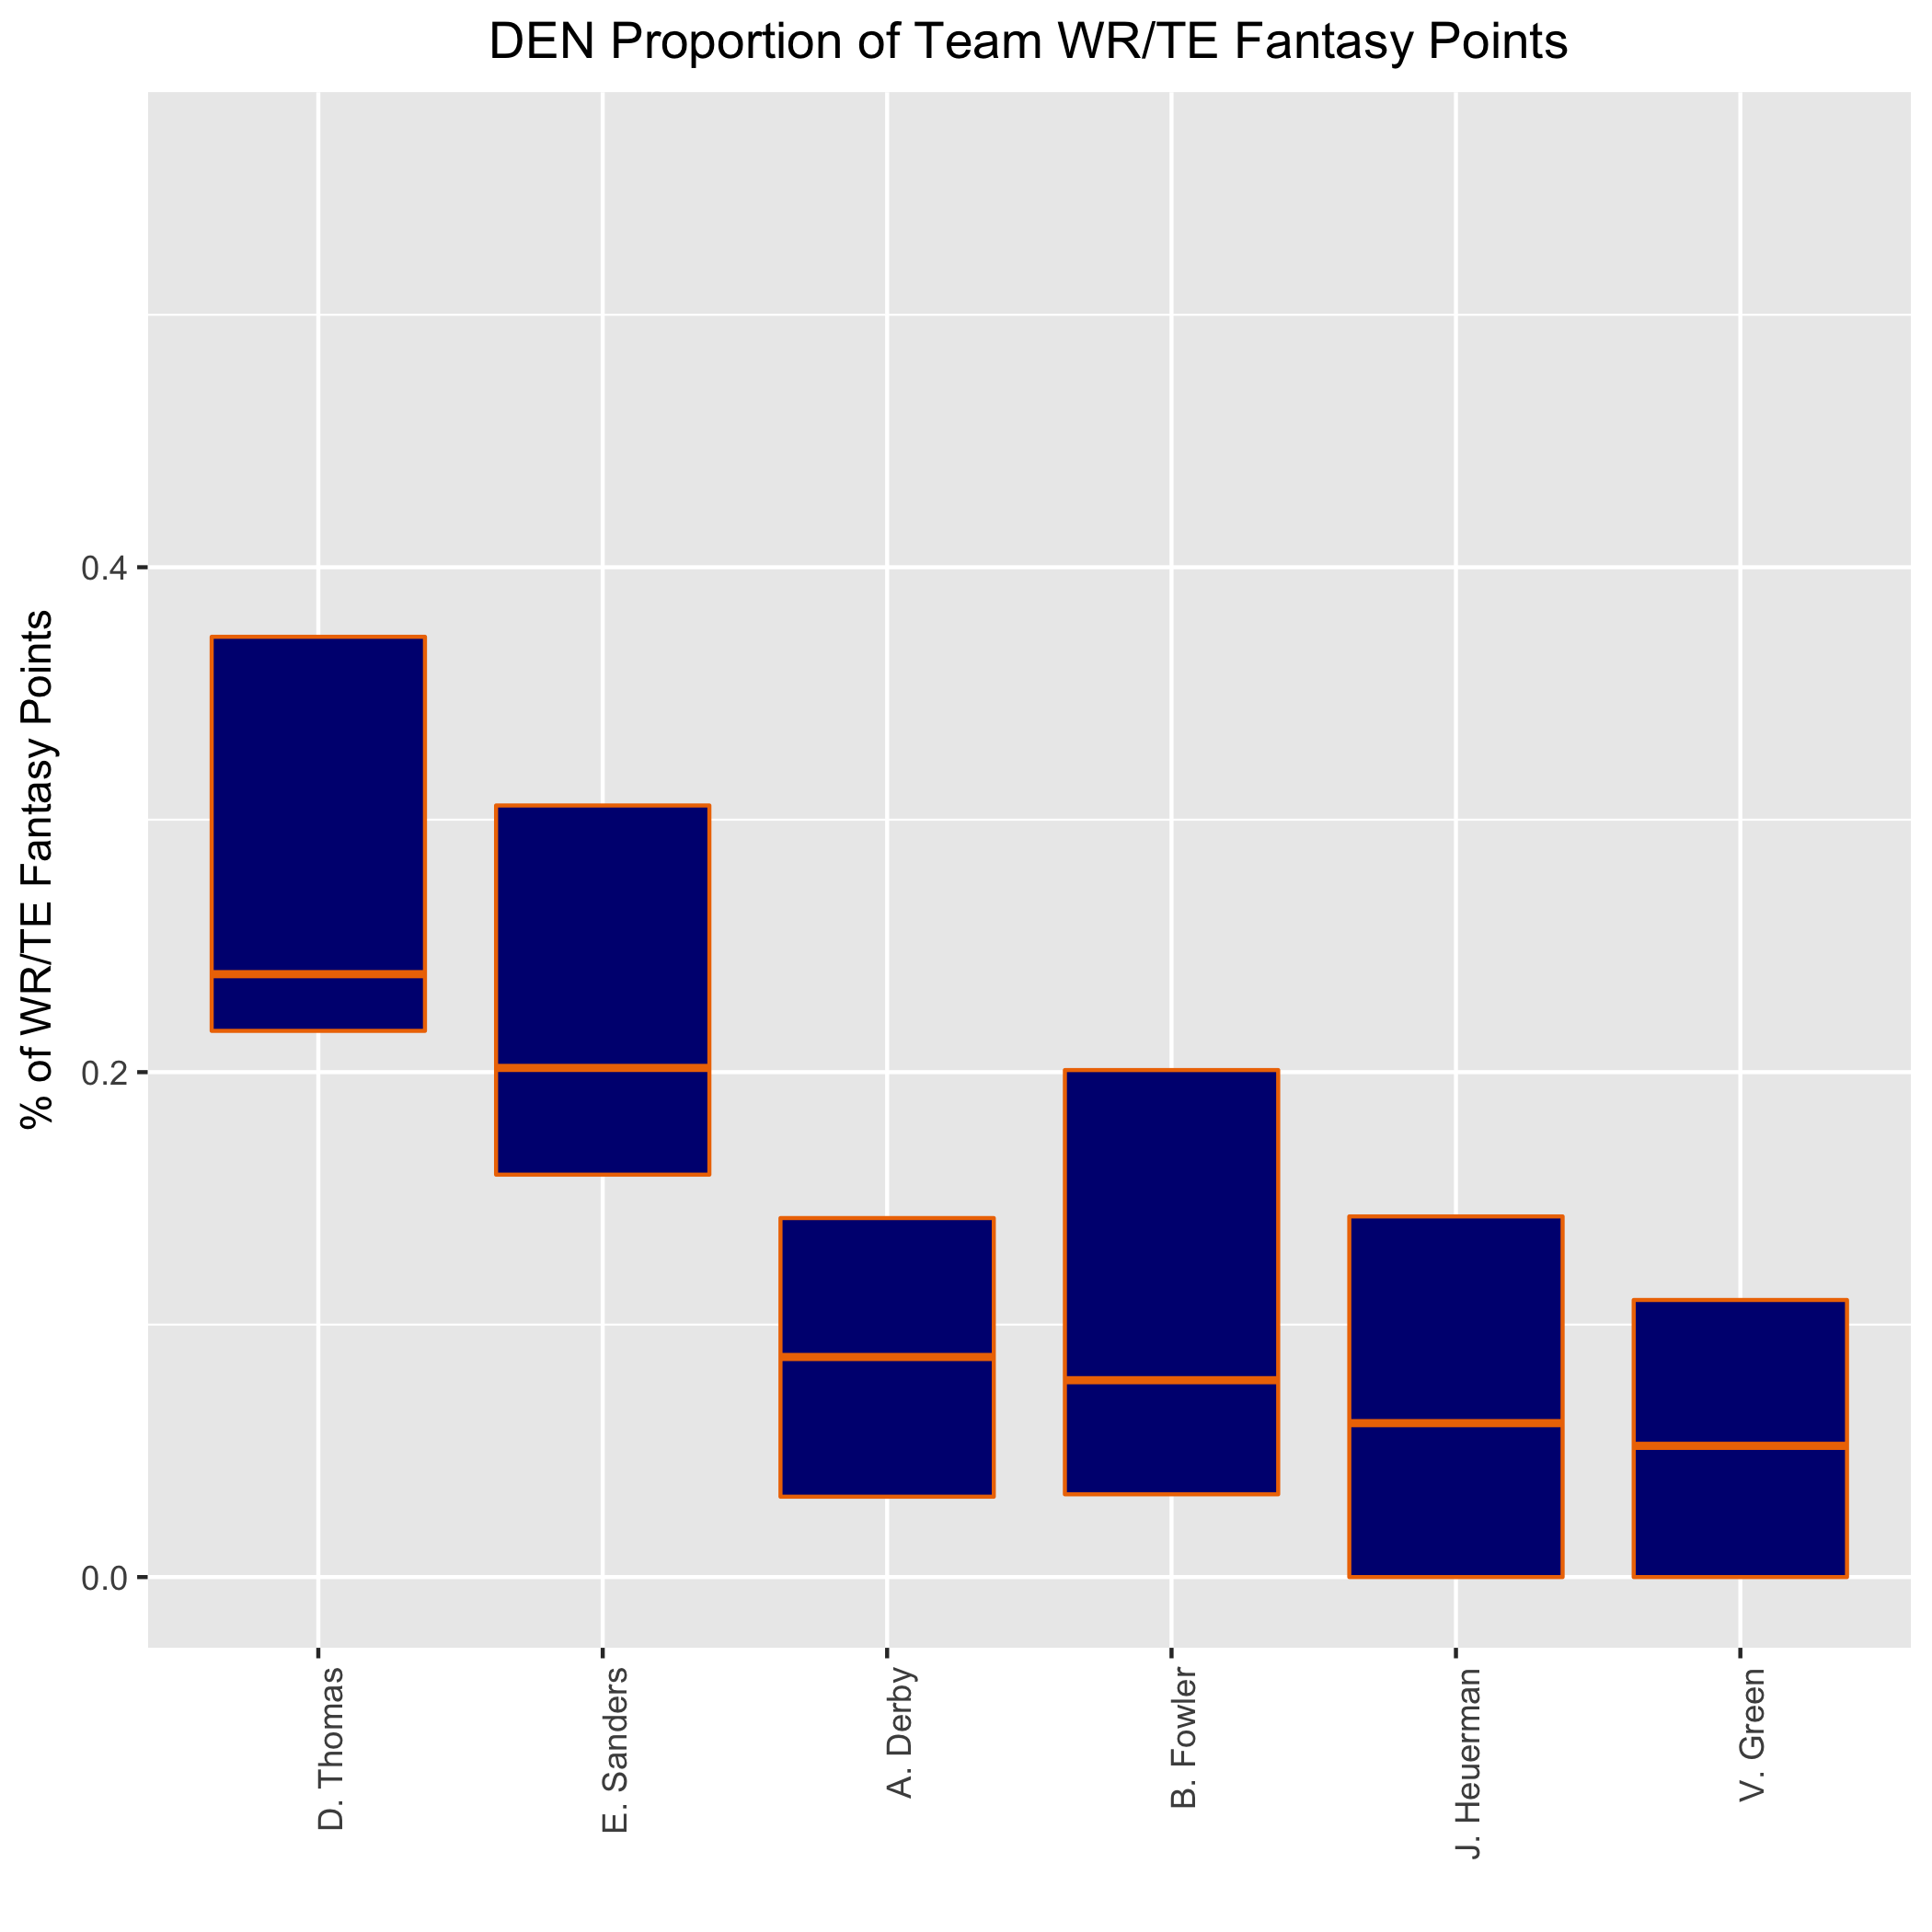 DEN Proportion of Team WR/TE Fantasy Points
% of WR/TE Fantasy Points
0.4
0.2
0.0
D. Thomas
E. Sanders
A. Derby
B. Fowler
J. Heuerman
V. Green